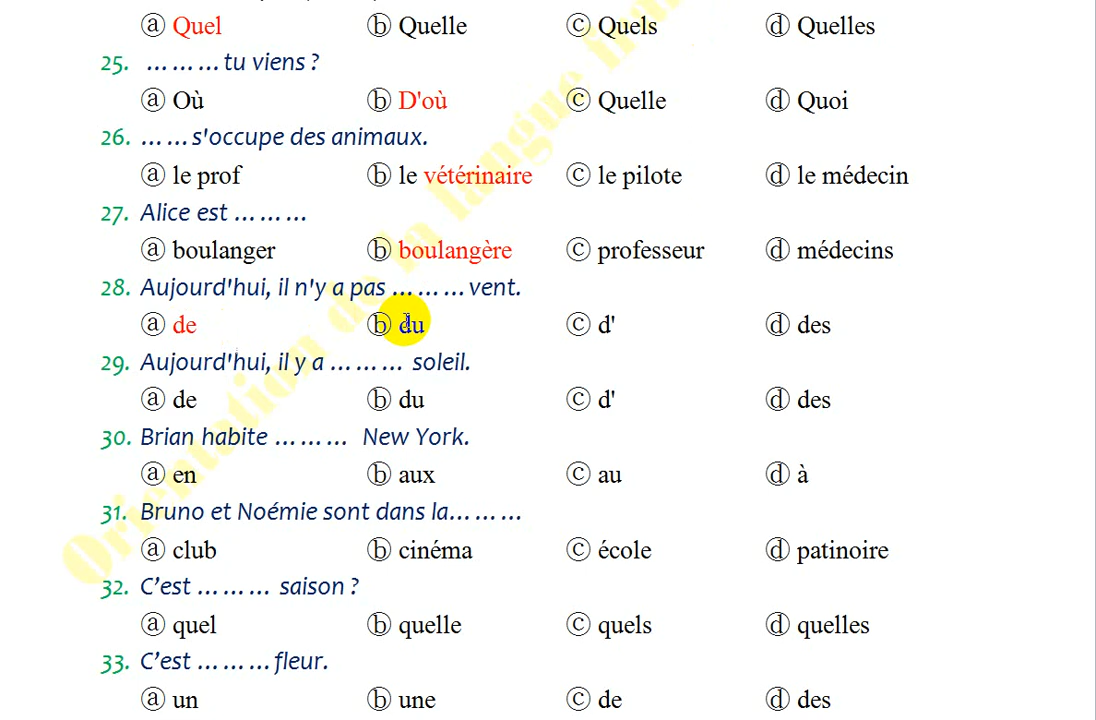 ⓐ Quel ⓑ Quelle ⓒ Quels ⓓ Quelles
25. ……… tu viens ?
ⓐ Où ⓑ D'où ⓒ Quelle ⓓ Quoi
26. …… s'occupe des animaux.
ⓐ le prof ⓑ le vétérinaire ⓒ le pilote ⓓ le médecin
27. Alice est ………
ⓐ boulanger ⓑ boulangère ⓒ professeur ⓓ médecins
28. Aujourd'hui, il n'y a pas ……… vent.
ⓐ de ⓑ du ⓒ d' ⓓ des
29. Aujourd'hui, il y a ……… soleil.
ⓐ de ⓑ du ⓒ d' ⓓ des
30. Brian habite ……… New York.
ⓐ en ⓑ aux ⓒ au ⓓ à
31. Bruno et Noémie sont dans la………
ⓐ club ⓑ cinéma ⓒ école ⓓ patinoire
32. C’est ……… saison ?
ⓐ quel ⓑ quelle ⓒ quels ⓓ quelles
33. C’est ……… fleur.
ⓐ un ⓑ une ⓒ de ⓓ des
Orientation de la langue